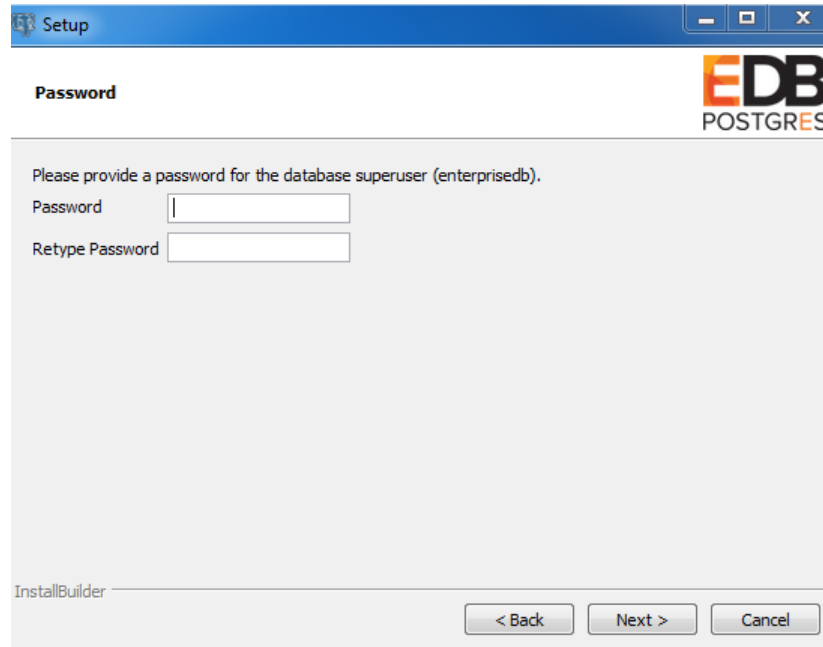 Setup
Password
EDB
POSTGRES
Please provide a password for the database superuser (enterprisedb).
Password
Retype Password
InstallBuilder
< Back Next > Cancel